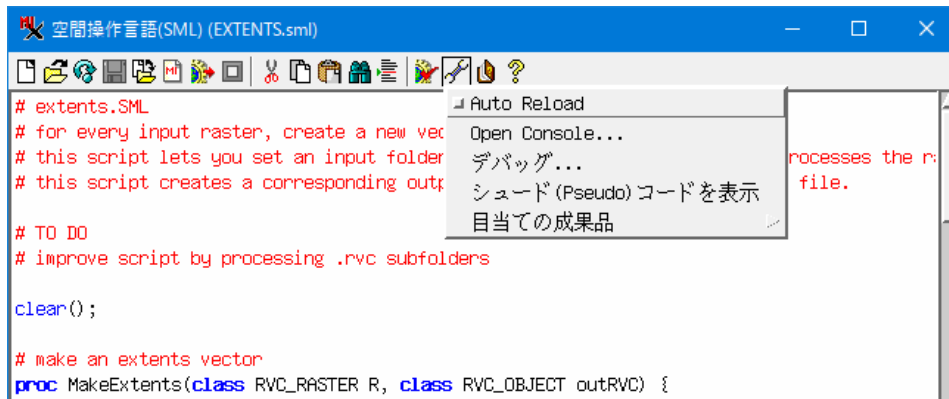 空間操作言語(SML) (EXTENTS.sml)
# extents.SML
# for every input raster, create a new vec
# this script lets you set an input folder
rocesses the r
# this script creates a corresponding outp
file.
Auto Reload
Open Console...
デバッグ...
シュード(Pseudo)コードを表示
目当ての成果品
# TO DO
# improve script by processing .rvc subfolders
clear();
# make an extents vector
proc MakeExtents(class RVC_RASTER R, class RVC_OBJECT outRVC) {